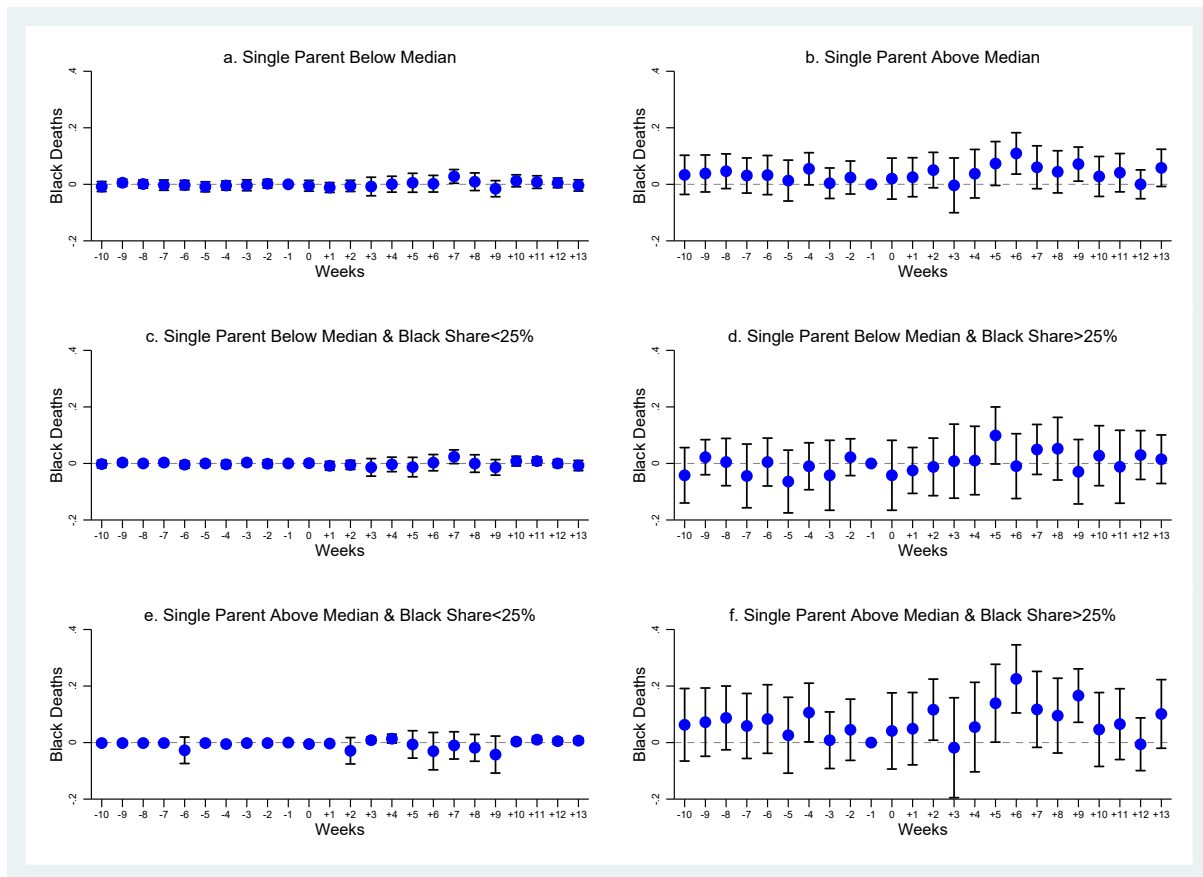 a. Single Parent Below Median
Black Deaths
.4
.2
0
-.2
-10 -9 -8 -7 -6 -5 -4 -3 -2 -1 0 +1 +2 +3 +4 +5 +6 +7 +8 +9 +10 +11 +12 +13
Weeks
b. Single Parent Above Median
Black Deaths
.4
.2
0
-.2
-10 -9 -8 -7 -6 -5 -4 -3 -2 -1 0 +1 +2 +3 +4 +5 +6 +7 +8 +9 +10 +11 +12 +13
Weeks
c. Single Parent Below Median & Black Share<25%
Black Deaths
.4
.2
0
-.2
-10 -9 -8 -7 -6 -5 -4 -3 -2 -1 0 +1 +2 +3 +4 +5 +6 +7 +8 +9 +10 +11 +12 +13
Weeks
d. Single Parent Below Median & Black Share>25%
Black Deaths
.4
.2
0
-.2
-10 -9 -8 -7 -6 -5 -4 -3 -2 -1 0 +1 +2 +3 +4 +5 +6 +7 +8 +9 +10 +11 +12 +13
Weeks
e. Single Parent Above Median & Black Share<25%
Black Deaths
.4
.2
0
-.2
-10 -9 -8 -7 -6 -5 -4 -3 -2 -1 0 +1 +2 +3 +4 +5 +6 +7 +8 +9 +10 +11 +12 +13
Weeks
f. Single Parent Above Median & Black Share>25%
Black Deaths
.4
.2
0
-.2
-10 -9 -8 -7 -6 -5 -4 -3 -2 -1 0 +1 +2 +3 +4 +5 +6 +7 +8 +9 +10 +11 +12 +13
Weeks